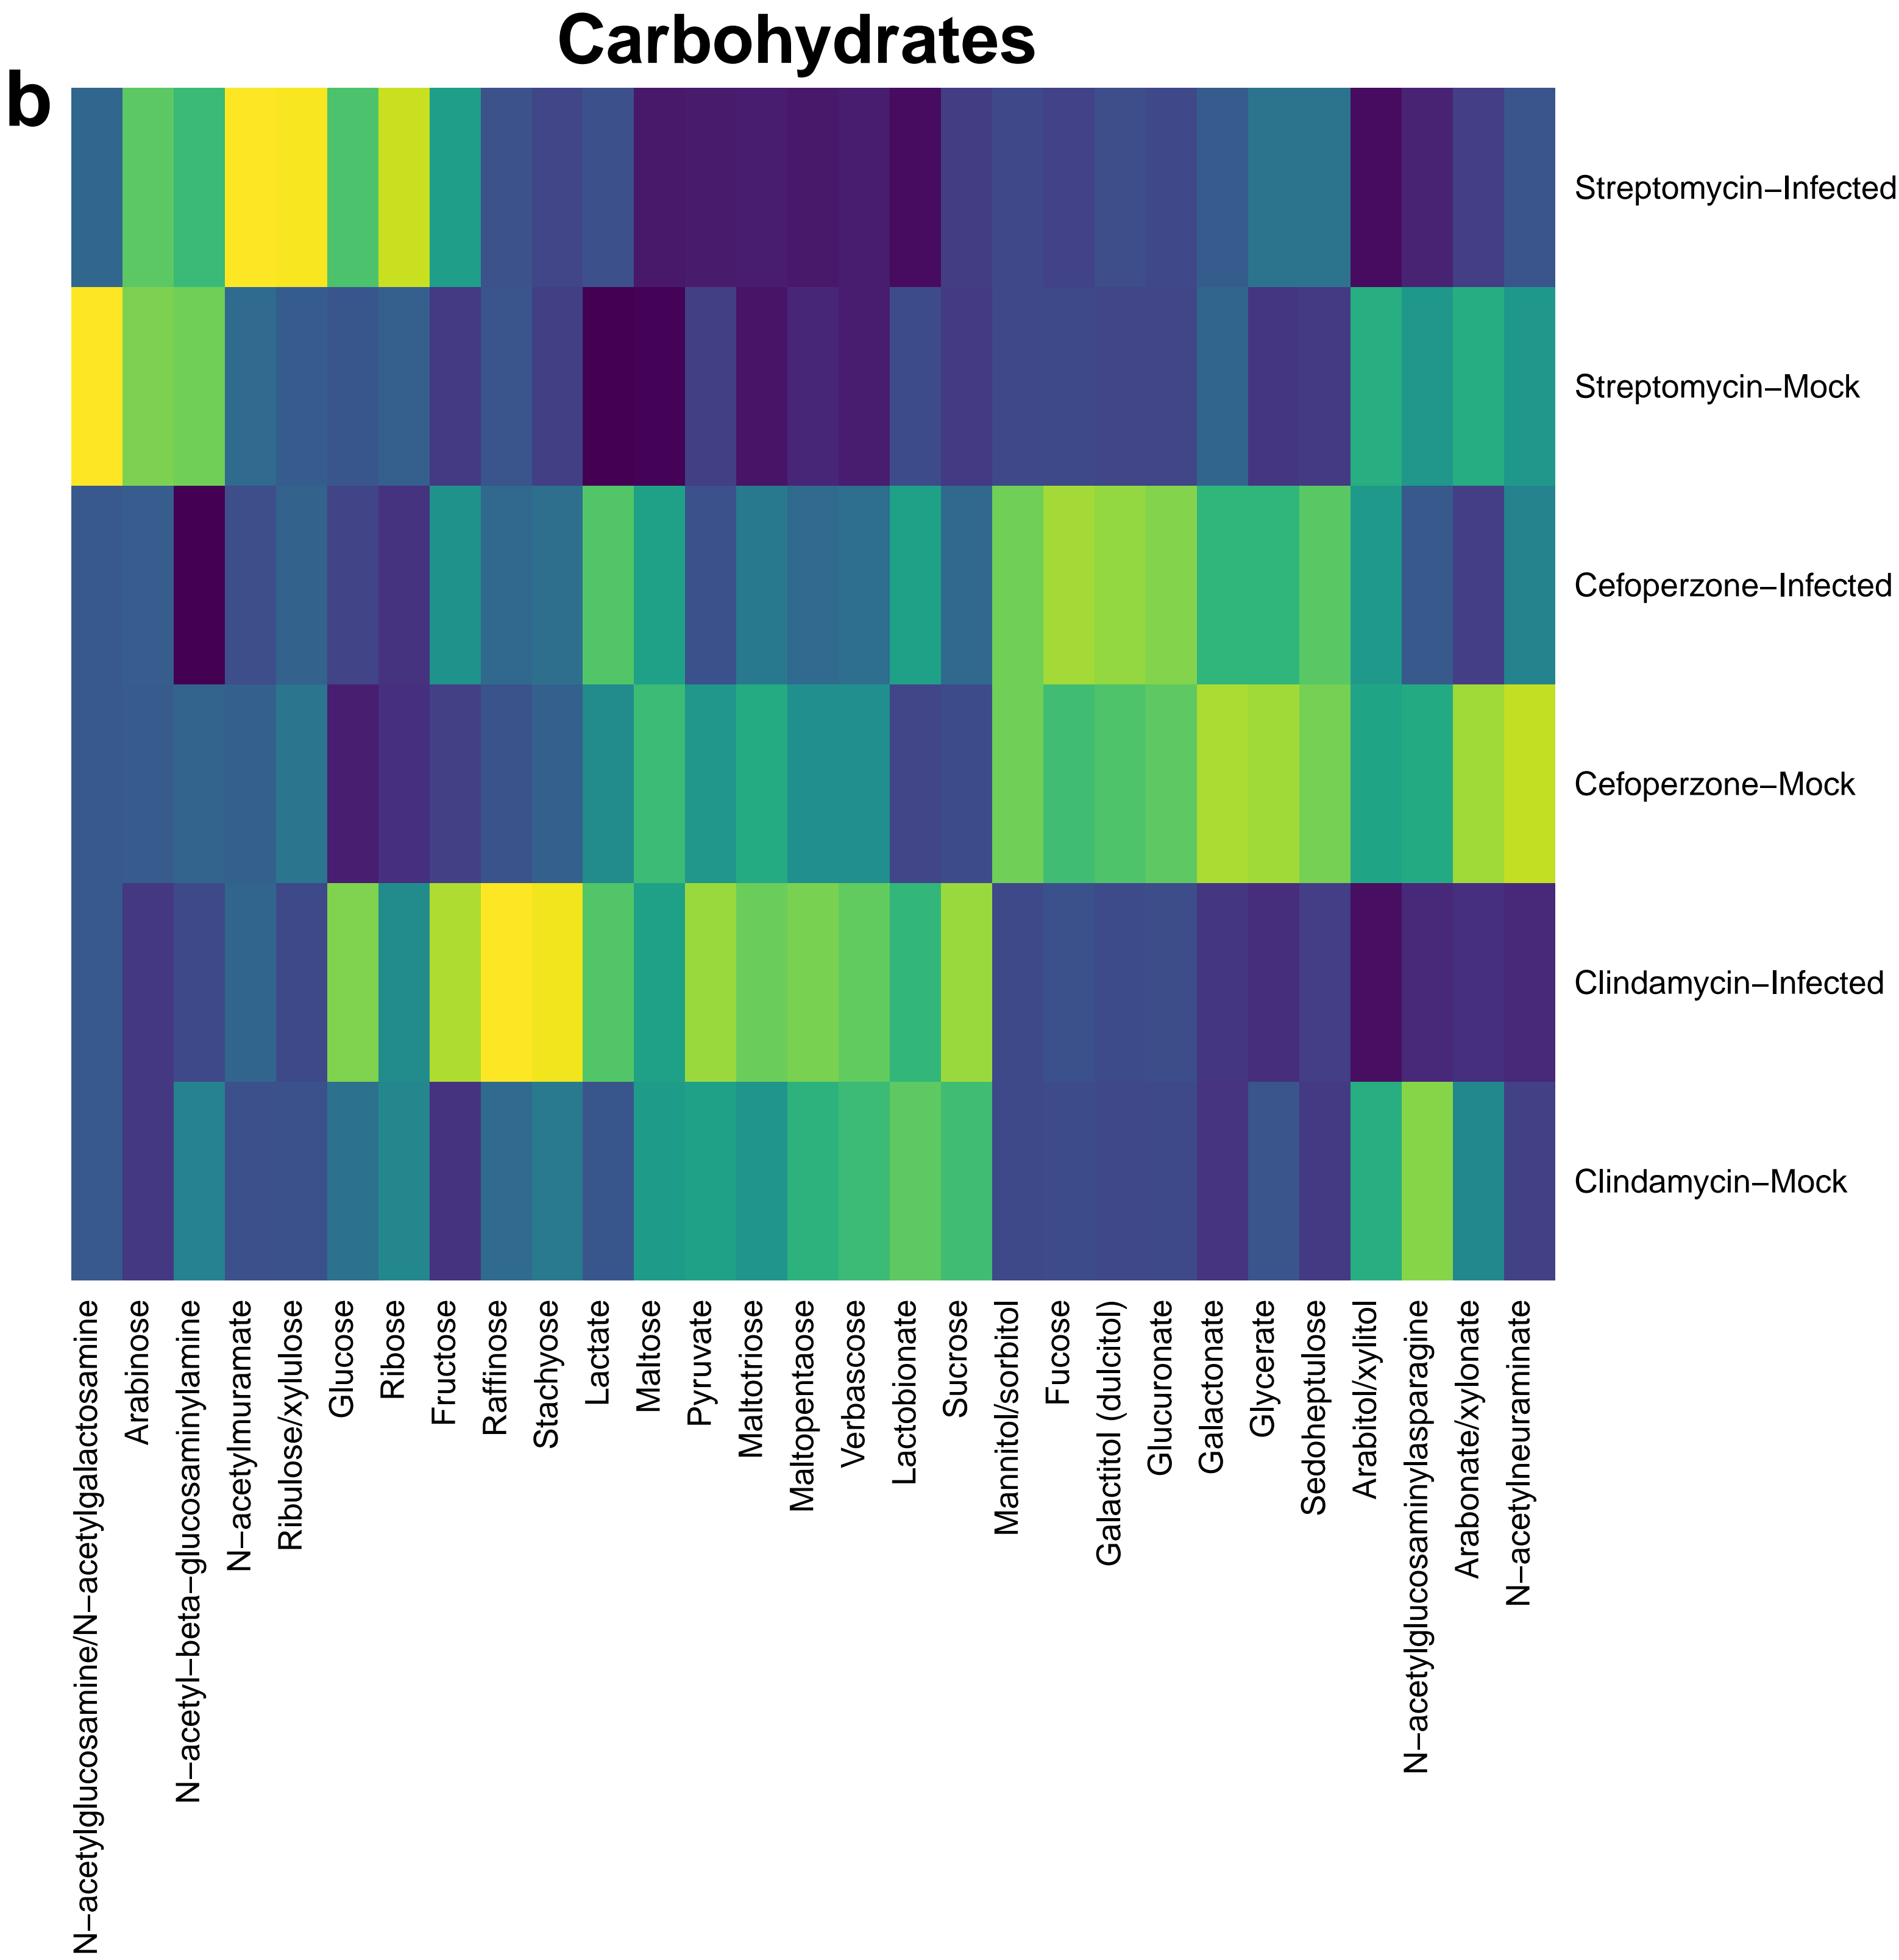 Carbohydrates
b
Streptomycin−Infected
Streptomycin−Mock
Cefoperzone−Infected
Cefoperzone−Mock
Clindamycin−Infected
Clindamycin−Mock
N−acetylglucosamine/N−acetylgalactosamine
Arabinose
N−acetyl−beta−glucosaminylamine
N−acetylmuramate
Ribulose/xylulose
Glucose
Ribose
Fructose
Raffinose
Stachyose
Lactate
Maltose
Pyruvate
Maltotriose
Maltopentaose
Verbascose
Lactobionate
Sucrose
Mannitol/sorbitol
Fucose
Galactitol (dulcitol)
Glucuronate
Galactonate
Glycerate
Sedoheptulose
Arabitol/xylitol
N−acetylglucosaminylasparagine
Arabonate/xylonate
N−acetylneuraminate